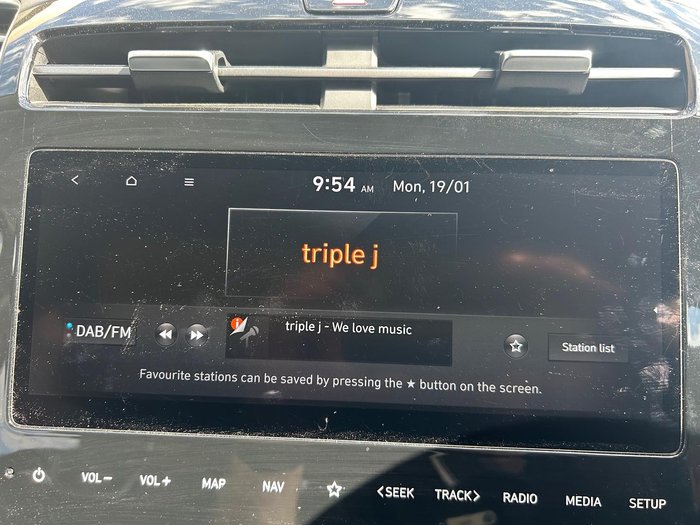 9:54 AM Mon, 19/01
triple j
DAB/FM
triple j - We love music
Station list
Favourite stations can be saved by pressing the ★ button on the screen.
VOL- VOL+ MAP NAV <SEEK TRACK> RADIO MEDIA SETUP